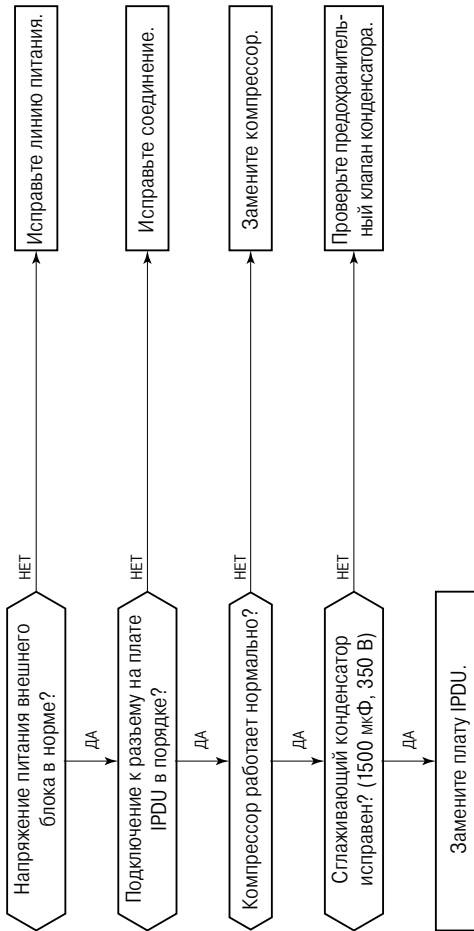 Напряжение питания внешнего
блока в норме?
НЕТ
Исправьте линию питания.
ДА
Подключение к разъему на плате
IPDU в порядке?
НЕТ
Исправьте соединение.
ДА
Компрессор работает нормально?
НЕТ
Замените компрессор.
ДА
Сглаживающий конденсатор
исправен? (1500 мкФ, 350 В)
НЕТ
Проверьте предохранитель-
ный клапан конденсатора.
ДА
Замените плату IPDU.